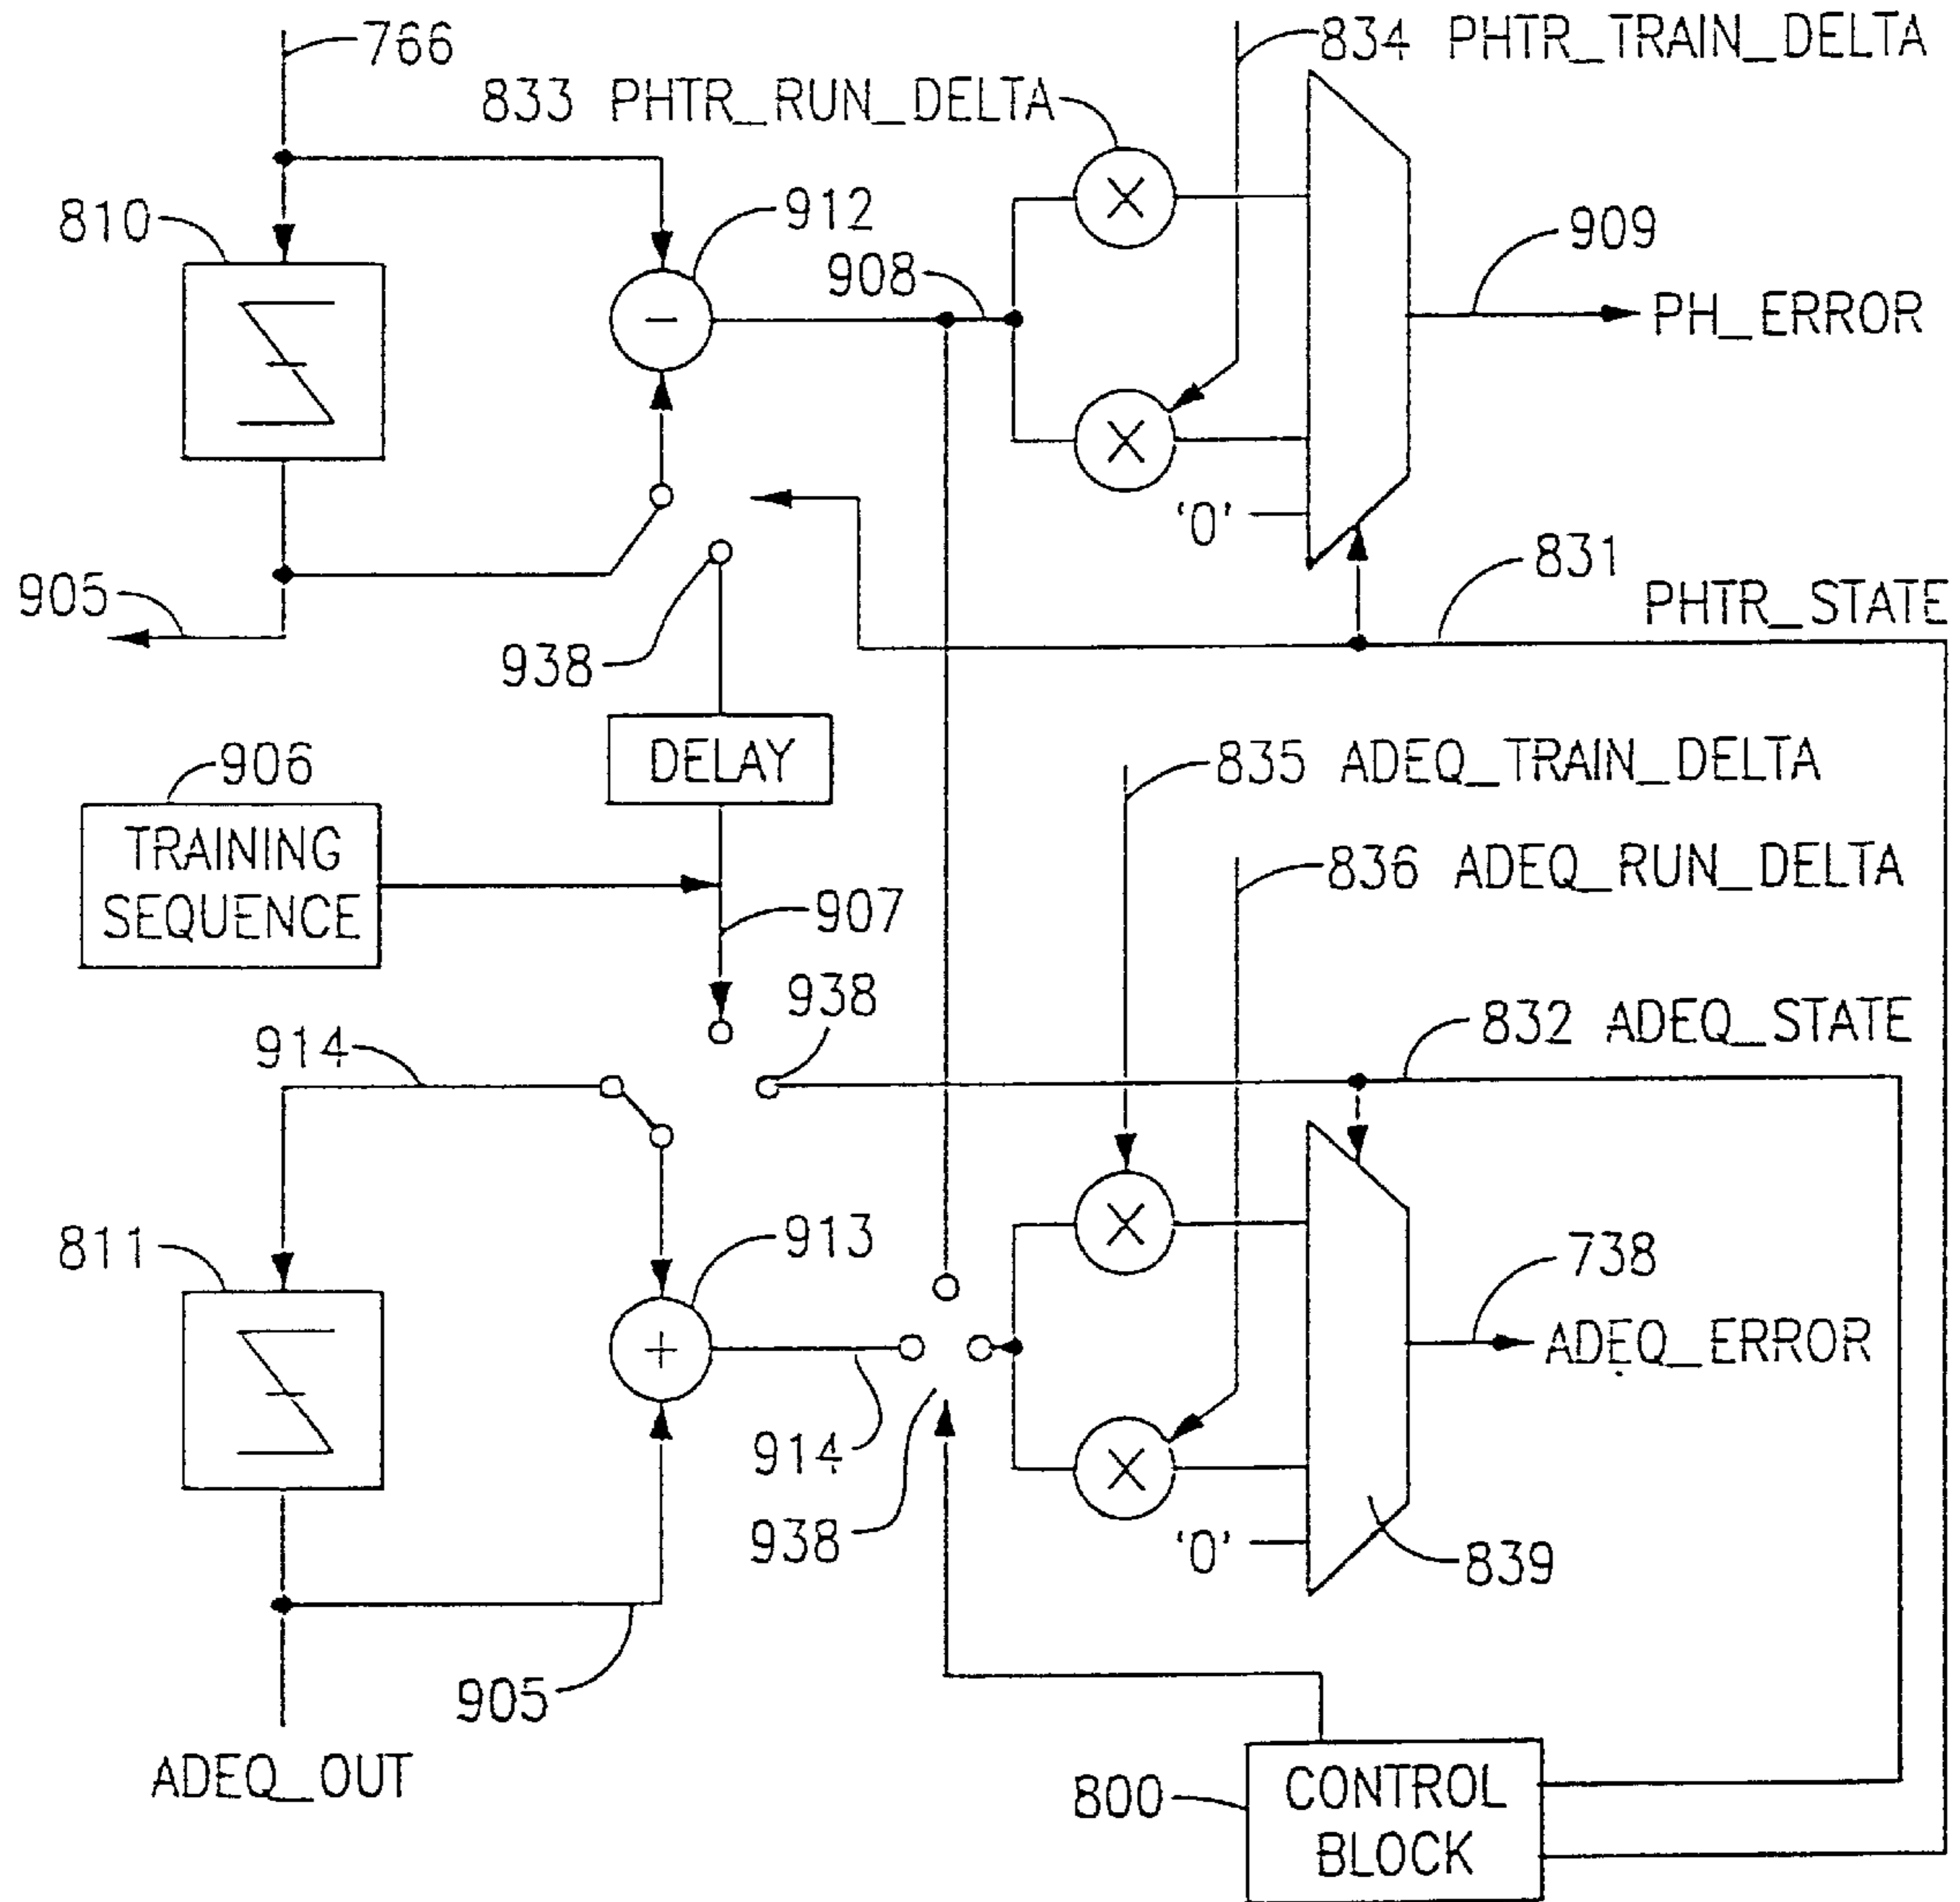 766
834 PHTR_TRAIN_DELTA
833 PHTR_RUN_DELTA
810
912
908
909
PH_ERROR
−
X
X
'0'
905
938
831
PHTR_STATE
906
DELAY
835 ADEQ_TRAIN_DELTA
TRAINING
SEQUENCE
836 ADEQ_RUN_DELTA
907
938
914
832 ADEQ_STATE
811
913
738
+
X
X
ADEQ_ERROR
914
938
'0'
839
905
ADEQ_OUT
800
CONTROL
BLOCK